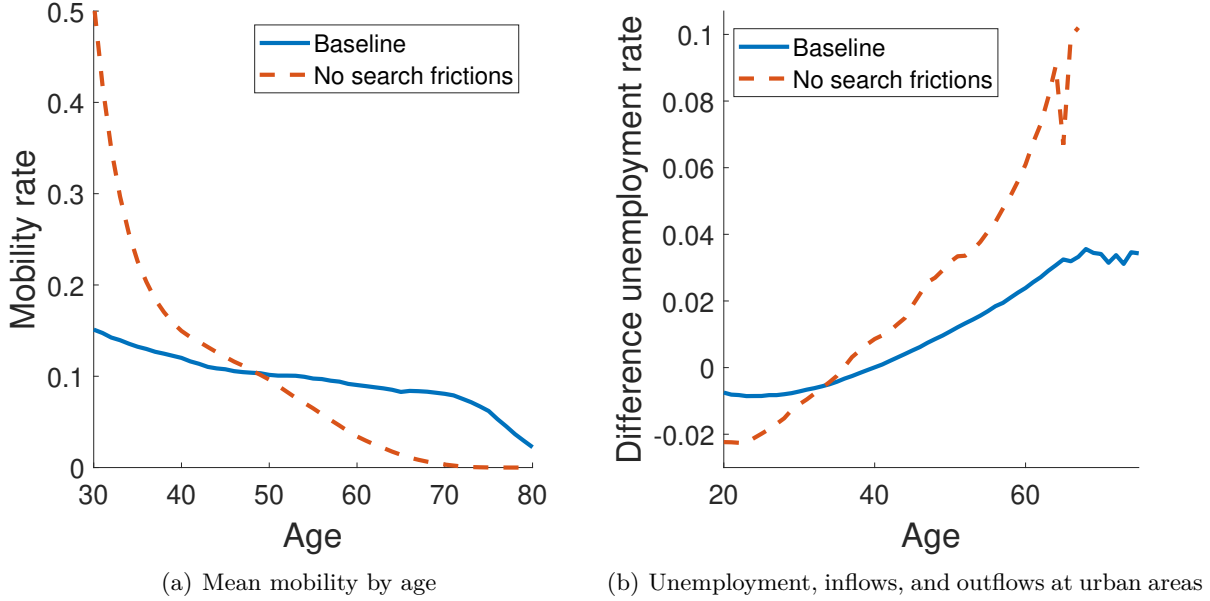 Mobility rate
0.5
0.4
0.3
0.2
0.1
0
30 40 50 60 70 80
Age
Baseline
No search frictions
(a) Mean mobility by age
Difference unemployment rate
0.1
0.08
0.06
0.04
0.02
0
-0.02
20 40 60
Age
Baseline
No search frictions
(b) Unemployment, inflows, and outflows at urban areas